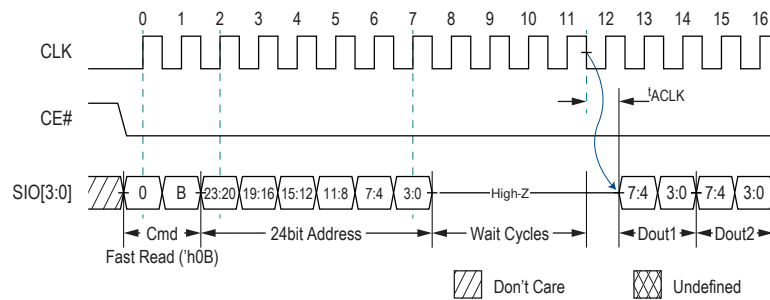 0 1 2 3 4 5 6 7 8 9 10 11 12 13 14 15 16
CLK
tACLK
CE#
SIO[3:0] 0 B 23:20 19:16 15:12 11:8 7:4 3:0 High-Z 7:4 3:0 7:4 3:0
Cmd 24bit Address Wait Cycles Dout1 Dout2
Fast Read ('h0B)
Don't Care Undefined